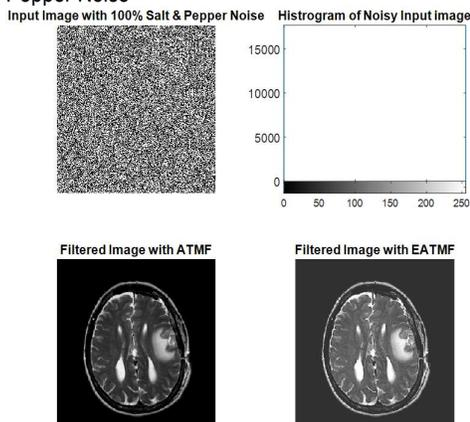 Pepper Noise
Input Image with 100% Salt & Pepper Noise
Histrogram of Noisy Input image
15000
10000
5000
0
0 50 100 150 200 250
Filtered Image with ATMF
Filtered Image with EATMF